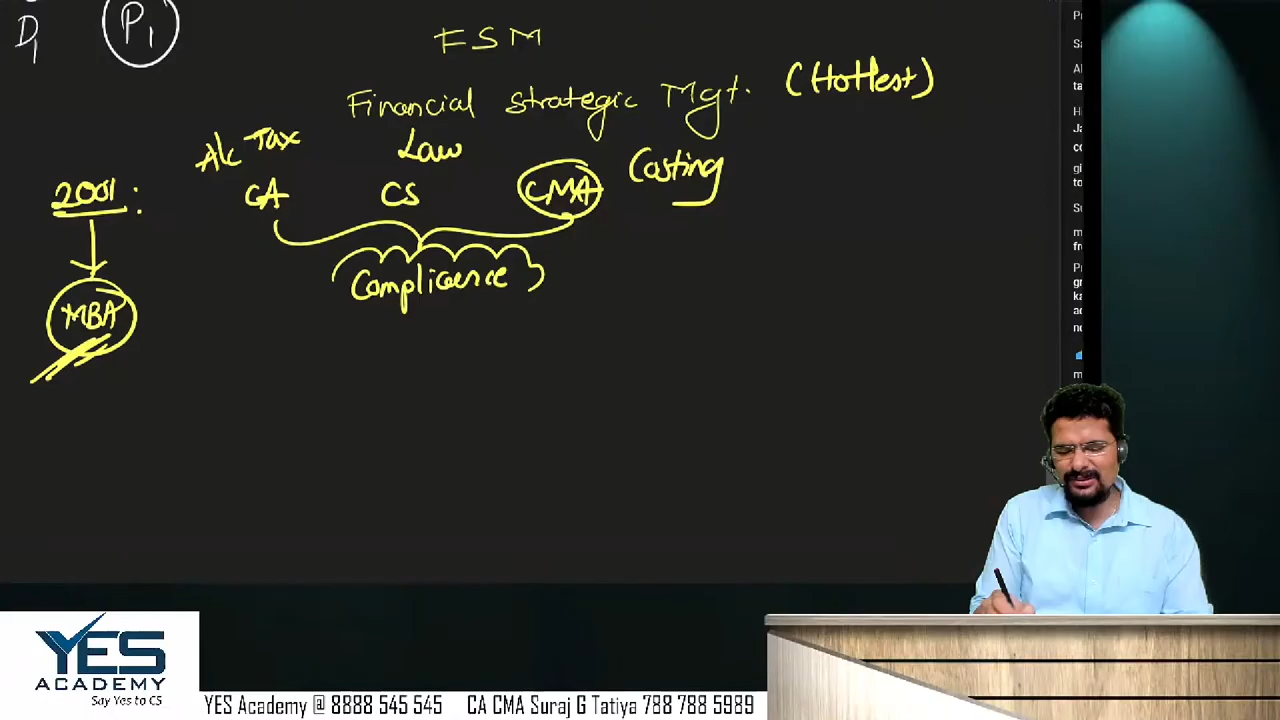 D1
P1
FSM
Financial Strategic Mgt. (Hottest)
A/c Tax
Law
Costing
2001 :
CA
CS
CMA
Compliance
MBA
YES
ACADEMY
Say Yes to CS
YES Academy @ 8888 545 545 CA CMA Suraj G Tatiya 788 788 5989